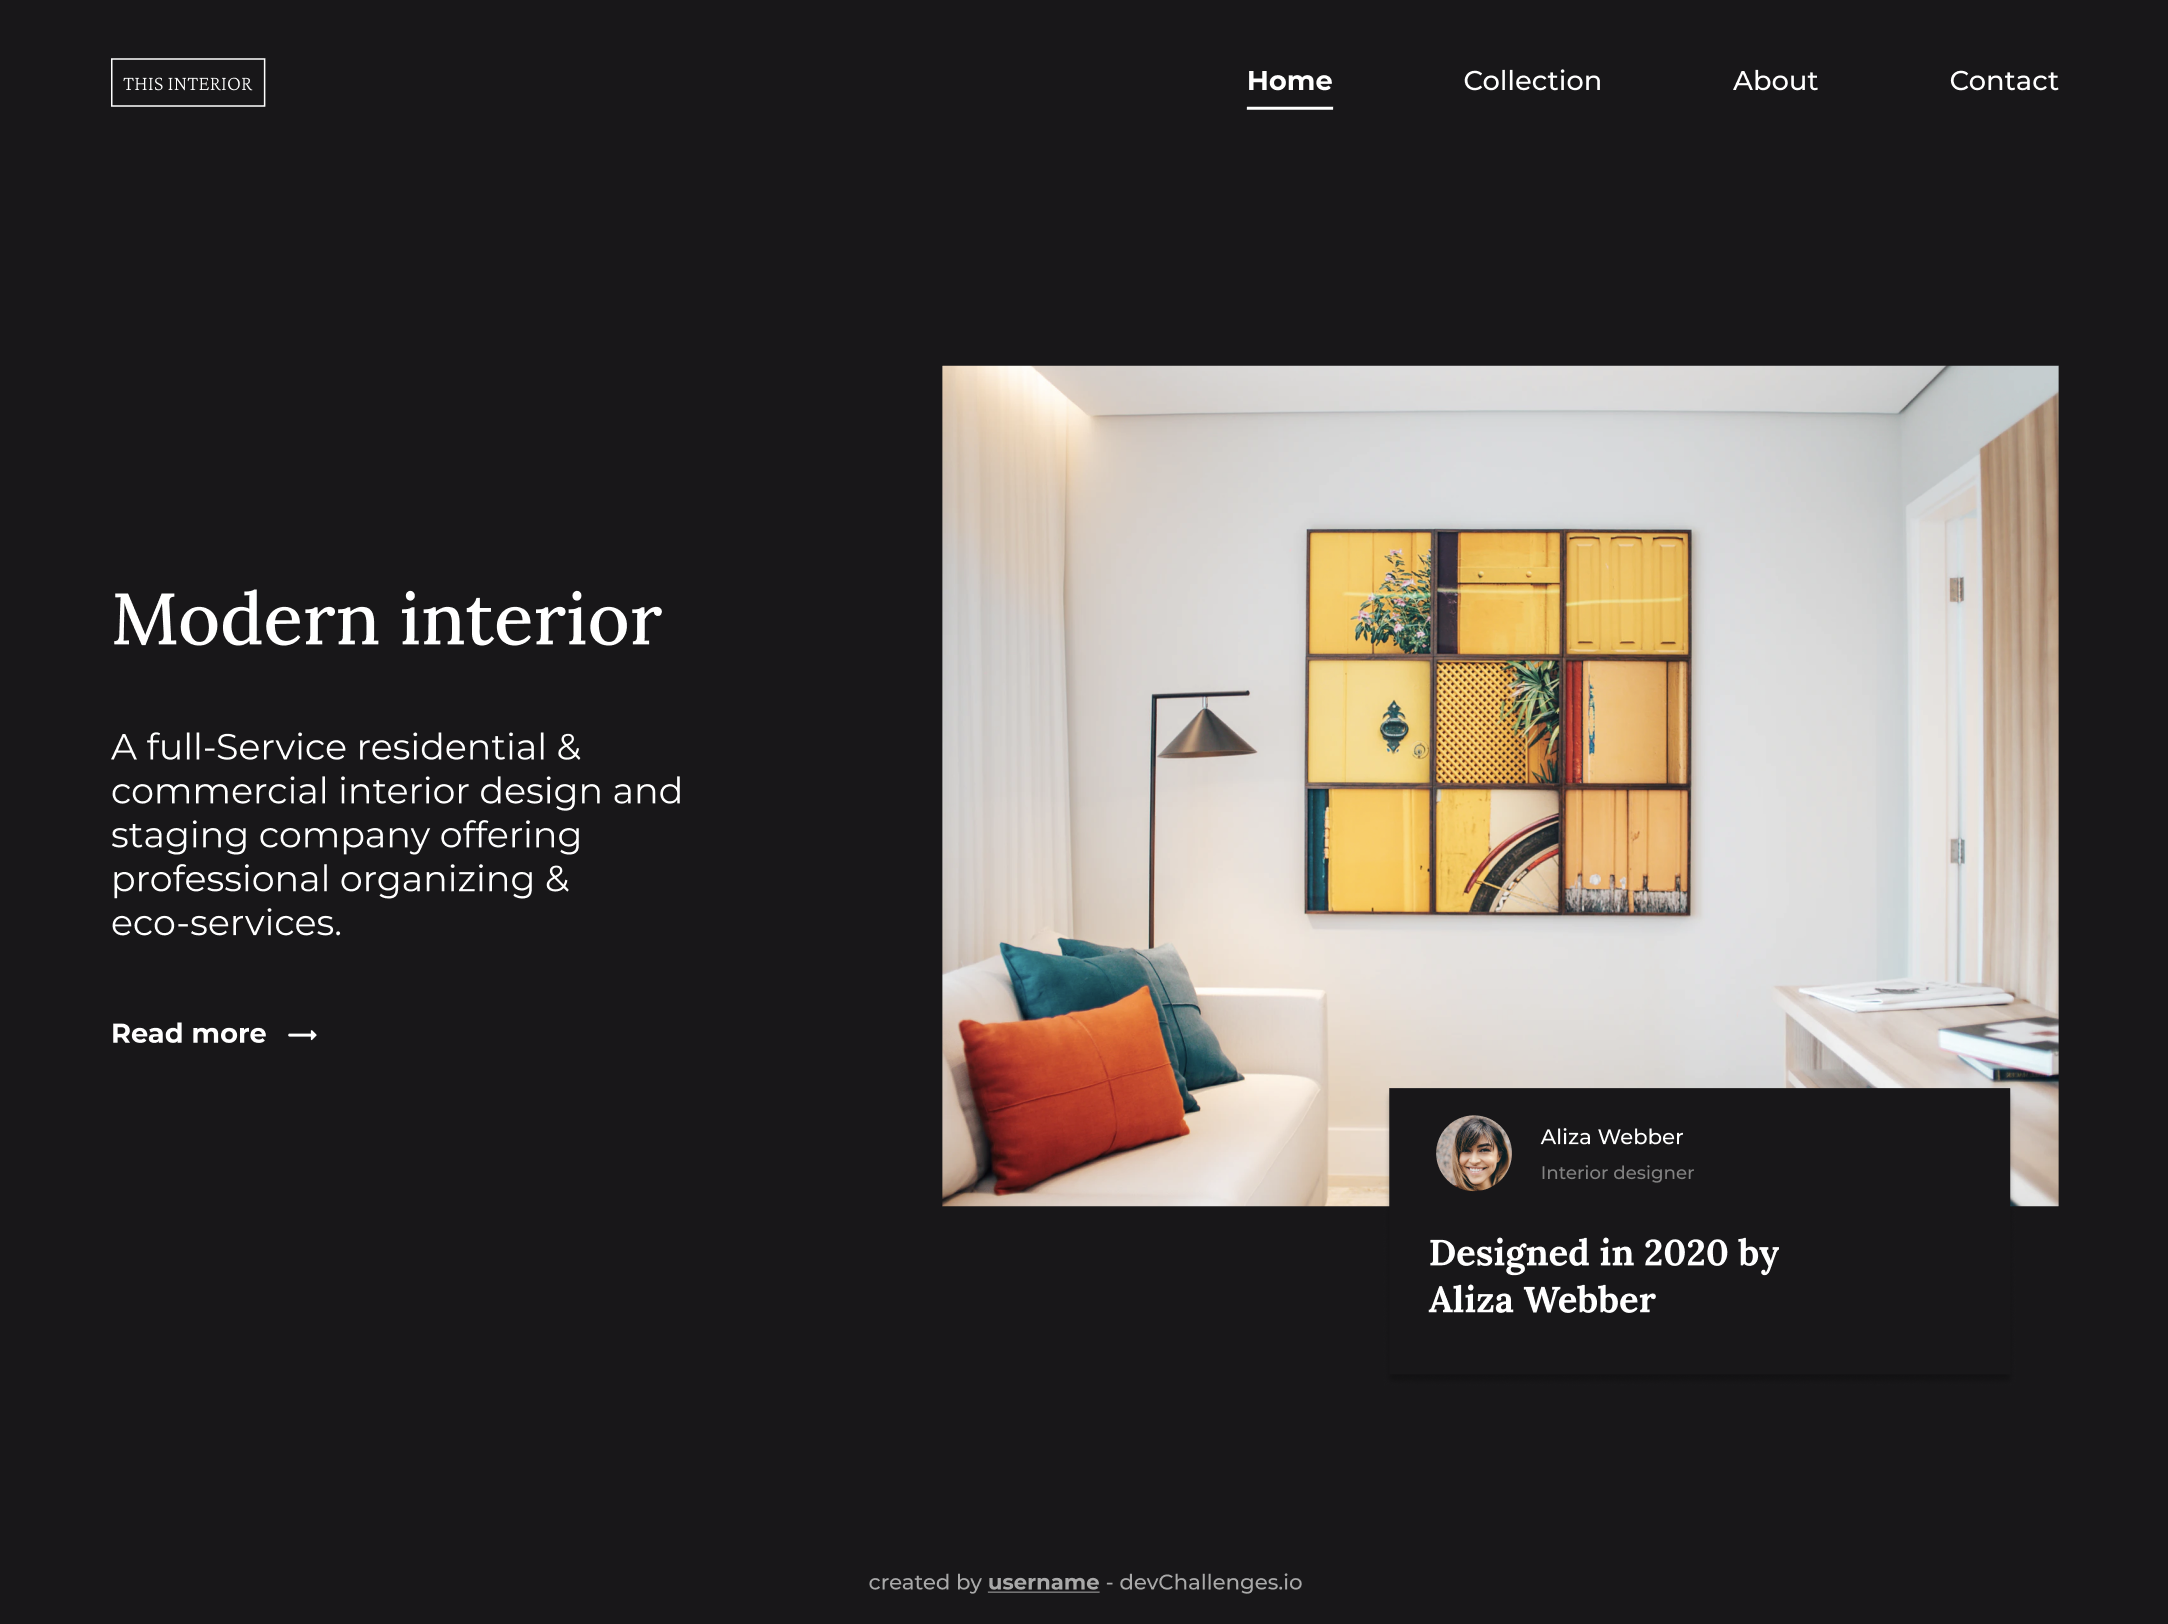 THIS INTERIOR
Home
Collection
About
Contact
Modern interior
A full-Service residential &
commercial interior design and
staging company offering
professional organizing &
eco-services.
Read more
Aliza Webber
Interior designer
Designed in 2020 by
Aliza Webber
created by username - devChallenges.io